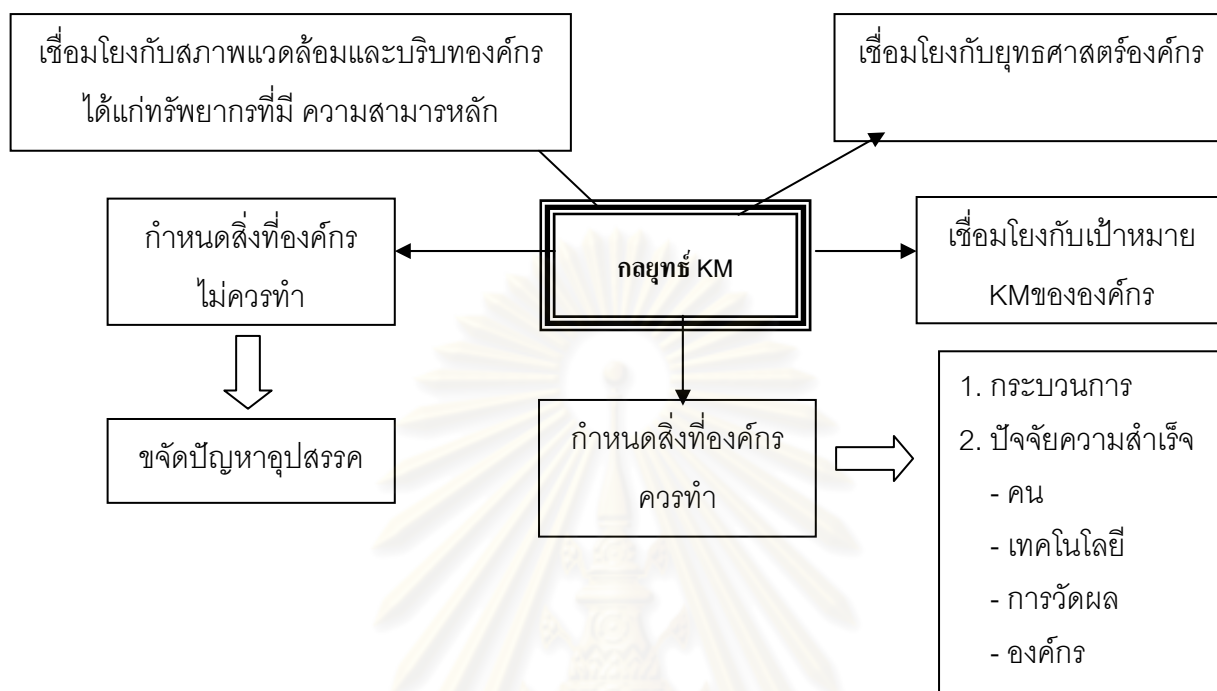 เชื่อมโยงกับสภาพแวดล้อมและบริบทองค์กร
ได้แก่ทรัพยากรที่มี ความสามารหลัก
เชื่อมโยงกับยุทธศาสตร์องค์กร
กำหนดสิ่งที่องค์กร
ไม่ควรทำ
กลยุทธ์ KM
เชื่อมโยงกับเป้าหมาย
KMขององค์กร
ขจัดปัญหาอุปสรรค
กำหนดสิ่งที่องค์กร
ควรทำ
1. กระบวนการ
2. ปัจจัยความสำเร็จ
- คน
- เทคโนโลยี
- การวัดผล
- องค์กร